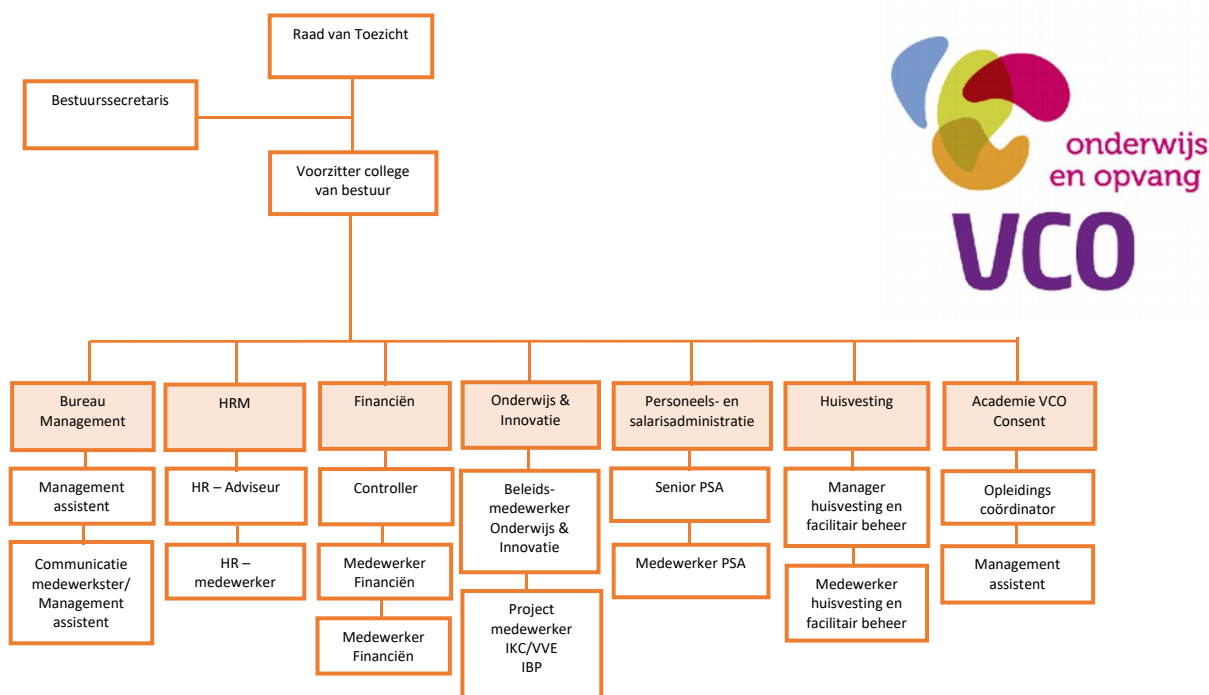 Raad van Toezicht
Bestuurssecretaris
Voorzitter college
van bestuur
onderwijs
en opvang
VCO
Bureau
Management
HRM
Financiën
Onderwijs &
Innovatie
Personeels- en
salarisadministratie
Huisvesting
Academie VCO
Consent
Management
assistent
HR – Adviseur
Controller
Beleids-
medewerker
Onderwijs &
Innovatie
Senior PSA
Manager
huisvesting en
facilitair beheer
Opleidings
coördinator
Communicatie
medewerkster/
Management
assistent
HR –
medewerker
Medewerker
Financiën
Medewerker PSA
Medewerker
huisvesting en
facilitair beheer
Management
assistent
Medewerker
Financiën
Project
medewerker
IKC/VVE
IBP